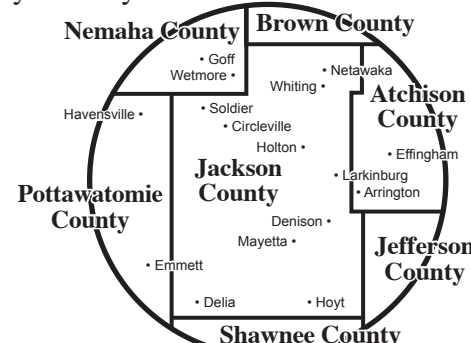 Nemaha County
Brown County
Goff
Wetmore
Netawaka
Whiting
Atchison
County
Havensville
Soldier
Circleville
Holton
Effingham
Jackson
County
Larkinburg
Arrington
Pottawatomie
County
Denison
Mayetta
Jefferson
County
Emmett
Delia
Hoyt
Shawnee County